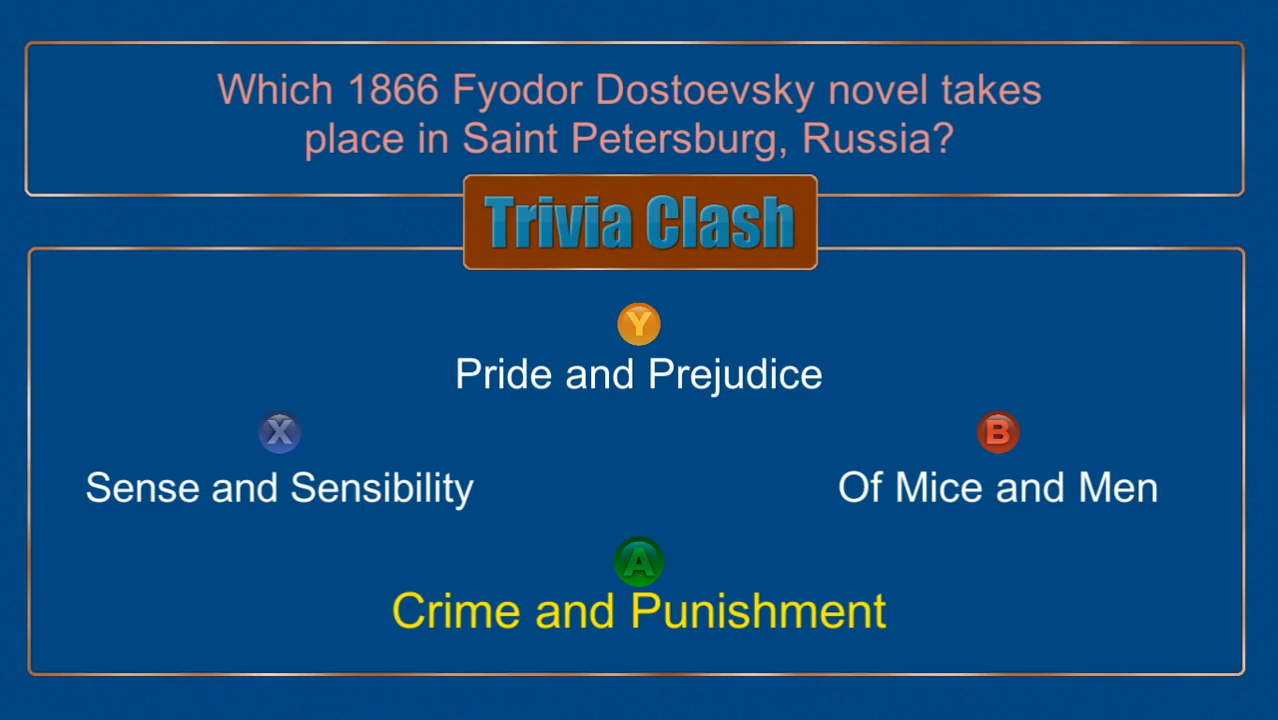 Which 1866 Fyodor Dostoevsky novel takes
place in Saint Petersburg, Russia?
Trivia Clash
Y
Pride and Prejudice
X
Sense and Sensibility
B
Of Mice and Men
A
Crime and Punishment